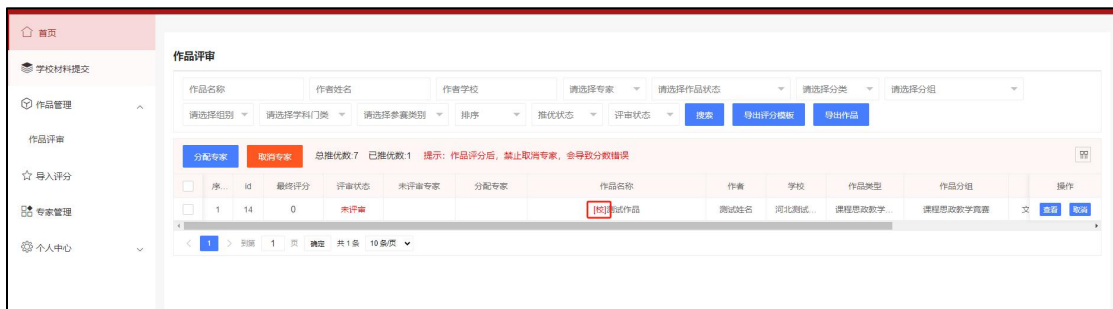 首页
学校材料提交
作品管理
作品评审
导入评分
专家管理
个人中心
作品评审
作品名称 作者姓名 作者学校 请选择专家 请选择作品状态 请选择分类 请选择分组
请选择组别 请选择学科门类 请选择参赛类别 排序 推优状态 评审状态 搜索 导出评分模板 导出作品
分配专家 取消专家 总推优数:7 已推优数:1 提示：作品评分后，禁止取消专家，会导致分数错误
序... id 最终评分 评审状态 未评审专家 分配专家 作品名称 作者 学校 作品类型 作品分组 操作
1 14 0 未评审 [校]测试作品 测试姓名 河北测试... 课程思政教学... 课程思政教学竞赛 文 查看 取消
1 到第 1 页 确定 共1条 10条/页